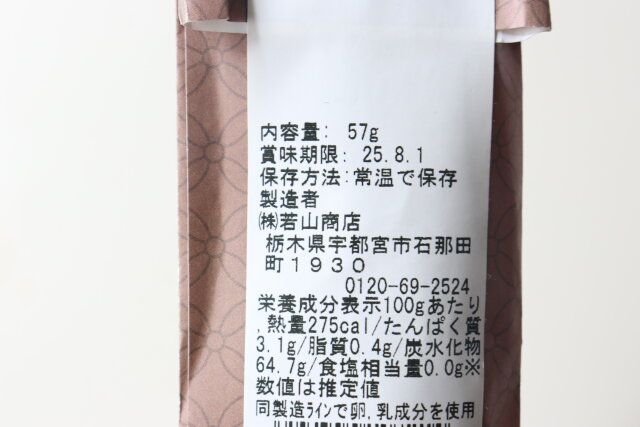 内容量: 57g
賞味期限: 25.8.1
保存方法:常温で保存
製造者
㈱若山商店
栃木県宇都宮市石那田
町1930
0120-69-2524
栄養成分表示100gあたり
,熱量275cal/たんぱく質
3.1g/脂質0.4g/炭水化物
64.7g/食塩相当量0.0g※
数値は推定値
同製造ﾗｲﾝで卵,乳成分を使用